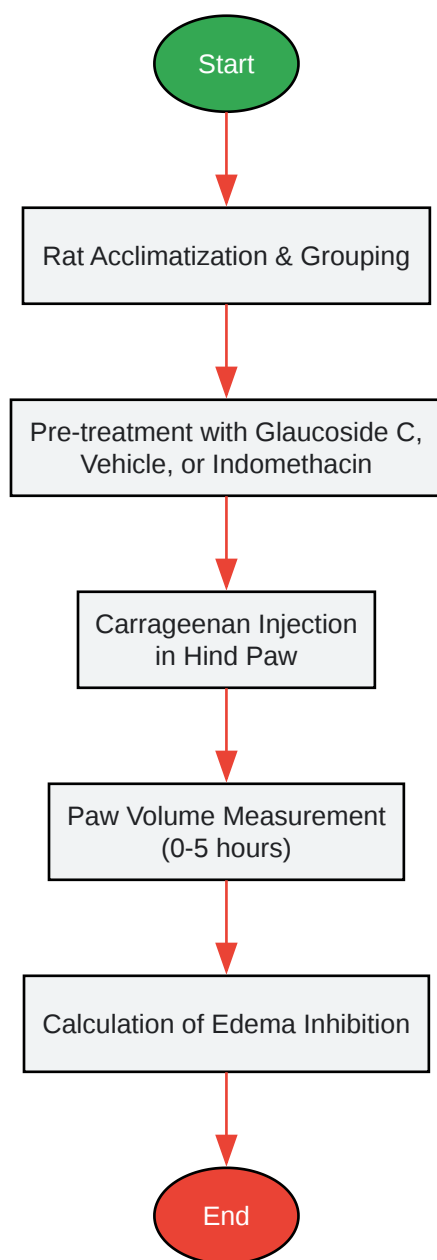 Start
Rat Acclimatization & Grouping
Pre-treatment with Glaucoside C,
Vehicle, or Indomethacin
Carrageenan Injection
in Hind Paw
Paw Volume Measurement
(0-5 hours)
Calculation of Edema Inhibition
End